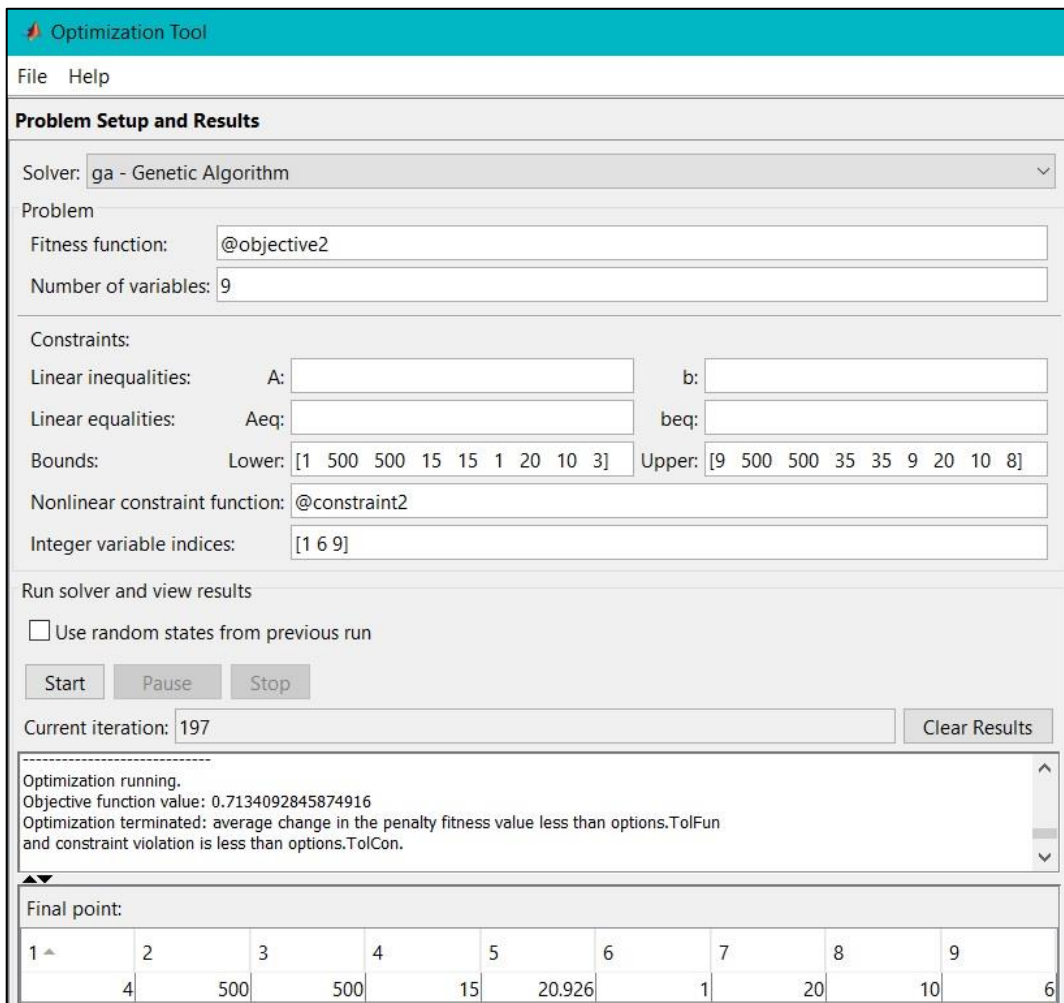 Optimization Tool
File Help
Problem Setup and Results
Solver: ga - Genetic Algorithm
Problem
Fitness function: @objective2
Number of variables: 9
Constraints:
Linear inequalities: A: b:
Linear equalities: Aeq: beq:
Bounds: Lower: [1 500 500 15 15 1 20 10 3] Upper: [9 500 500 35 35 9 20 10 8]
Nonlinear constraint function: @constraint2
Integer variable indices: [1 6 9]
Run solver and view results
Use random states from previous run
Start Pause Stop
Current iteration: 197 Clear Results
-----------------------------
Optimization running.
Objective function value: 0.7134092845874916
Optimization terminated: average change in the penalty fitness value less than options.TolFun
and constraint violation is less than options.TolCon.
Final point:
1 2 3 4 5 6 7 8 9
4 500 500 15 20.926 1 20 10 6